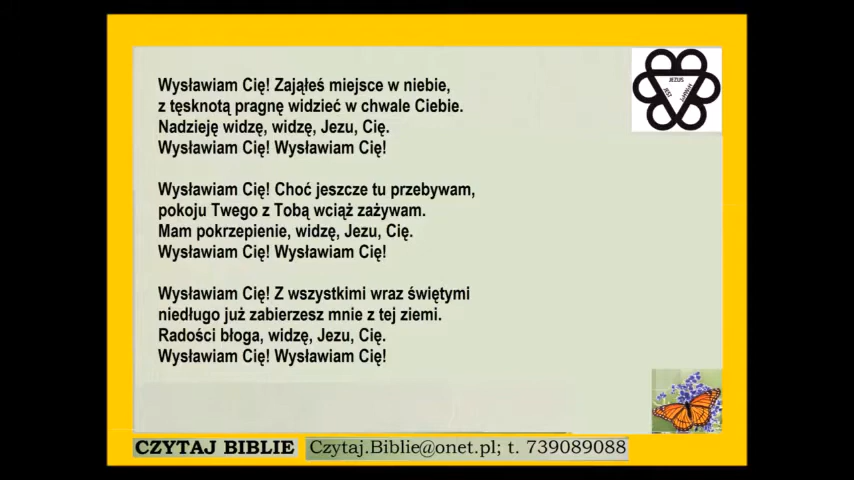 Wysławiam Cię! Zająłeś miejsce w niebie,
z tęsknotą pragnę widzieć w chwale Ciebie.
Nadzieję widzę, widzę, Jezu, Cię.
Wysławiam Cię! Wysławiam Cię!
Wysławiam Cię! Choć jeszcze tu przebywam,
pokoju Twego z Tobą wciąż zażywam.
Mam pokrzepienie, widzę, Jezu, Cię.
Wysławiam Cię! Wysławiam Cię!
Wysławiam Cię! Z wszystkimi wraz świętymi
niedługo już zabierzesz mnie z tej ziemi.
Radości błoga, widzę, Jezu, Cię.
Wysławiam Cię! Wysławiam Cię!
JEZUS
JEST
CZYTAJ BIBLIE
Czytaj.Biblie@onet.pl; t. 739089088